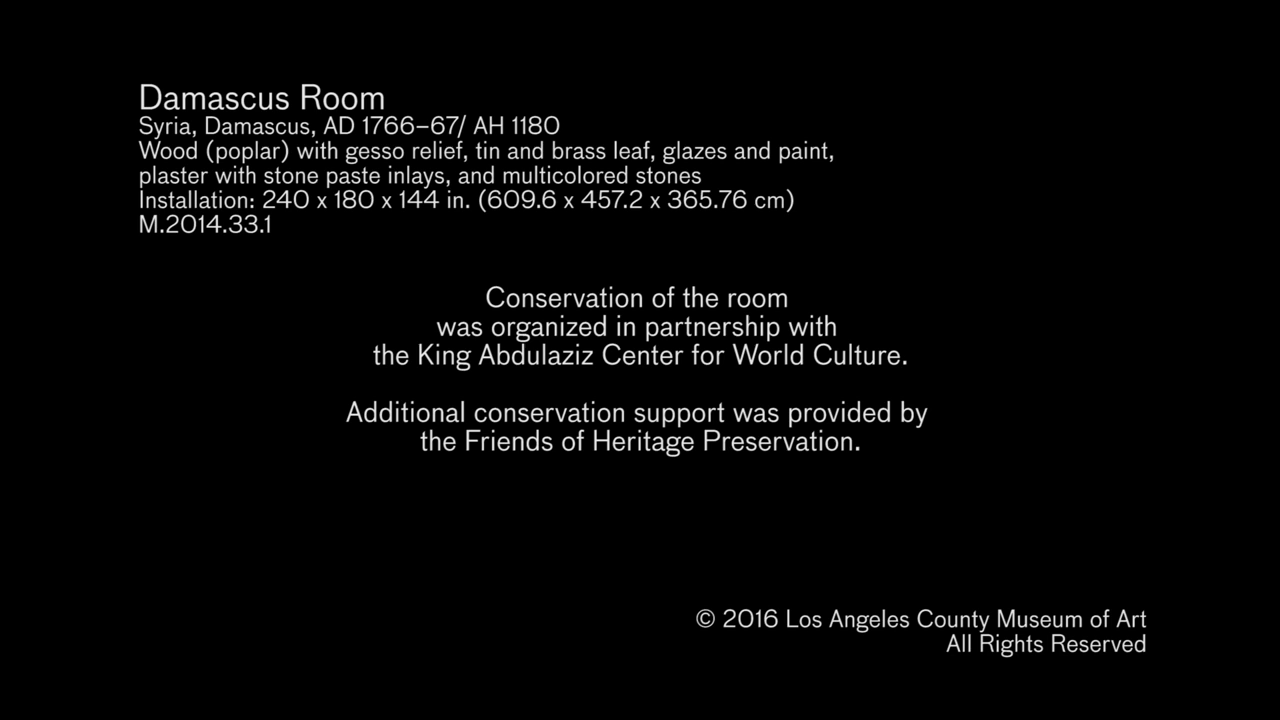 Damascus Room
Syria, Damascus, AD 1766–67/ AH 1180
Wood (poplar) with gesso relief, tin and brass leaf, glazes and paint,
plaster with stone paste inlays, and multicolored stones
Installation: 240 x 180 x 144 in. (609.6 x 457.2 x 365.76 cm)
M.2014.33.1
Conservation of the room
was organized in partnership with
the King Abdulaziz Center for World Culture.
Additional conservation support was provided by
the Friends of Heritage Preservation.
© 2016 Los Angeles County Museum of Art
All Rights Reserved